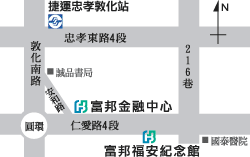 捷運忠孝敦化站
N
忠孝東路4段
敦化南路
216巷
誠品書局
安和路
富邦金融中心
圓環
仁愛路4段
富邦福安紀念館
國泰醫院